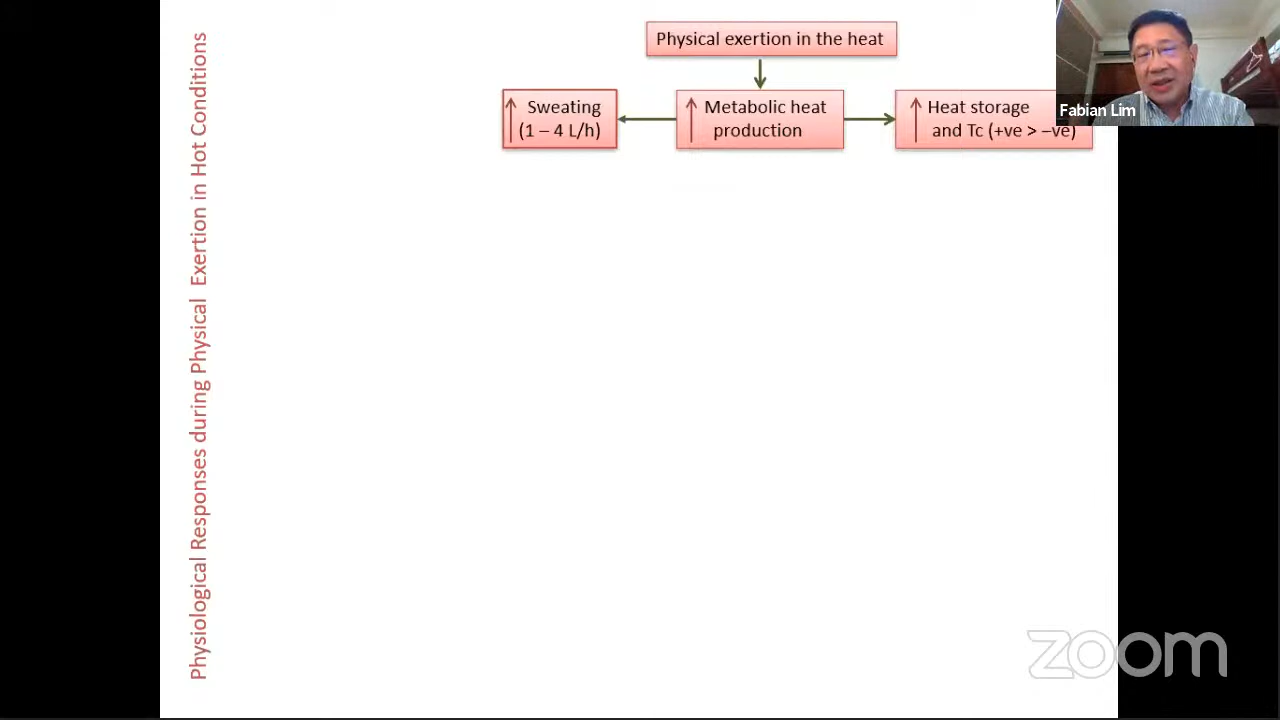 Physiological Responses during Physical Exertion in Hot Conditions
Physical exertion in the heat
Sweating
(1 – 4 L/h)
Metabolic heat
production
Heat storage
and Tc (+ve > –ve)
Fabian Lim
zoom